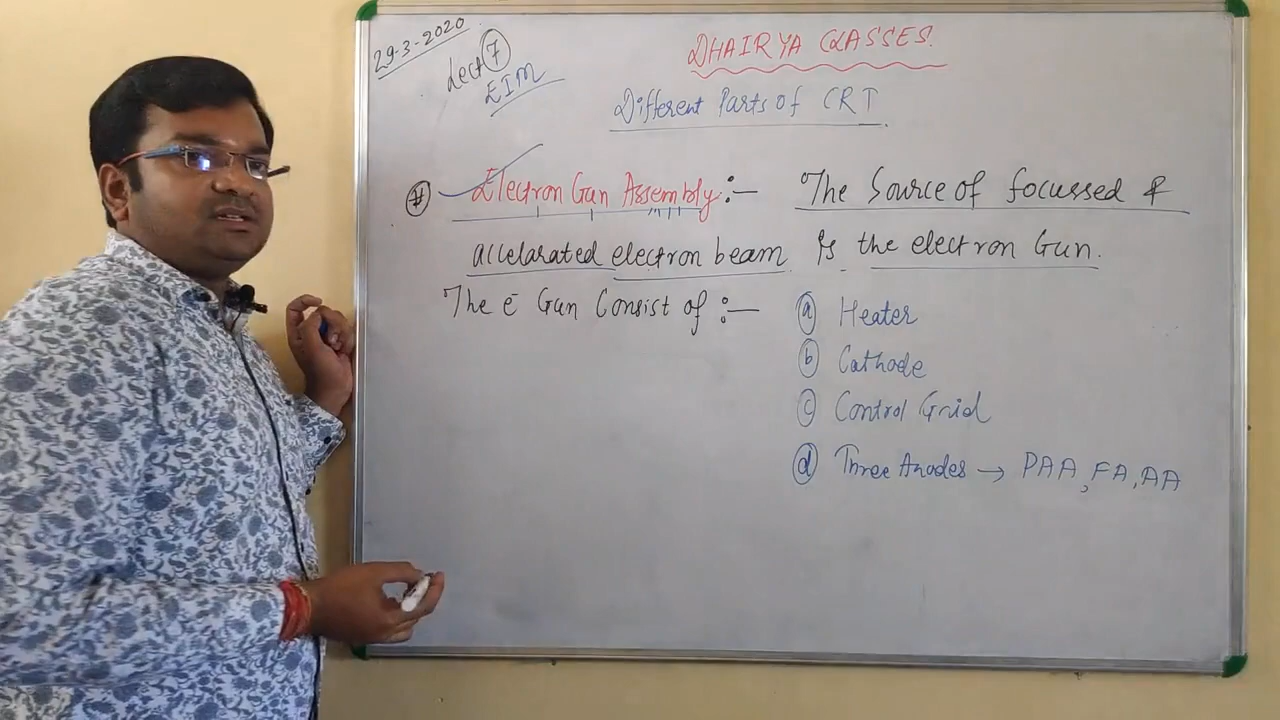 29-3-2020
Lect 7
EIM
DHAIRYA CLASSES.
Different Parts of CRT
# Electron Gun Assembly :- The Source of focussed &
accelarated electron beam is the electron Gun.
The e⁻ Gun Consist of :- (a) Heater
(b) Cathode
(c) Control Grid
(d) Three Anodes → PAA, FA, AA